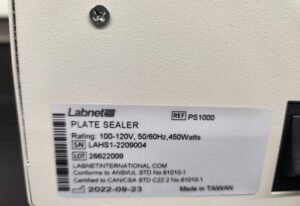 Labnet
REF PS1000
PLATE SEALER
Rating: 100-120V, 50/60Hz, 450Watts
SN LAHS1-2209004
LOT 26622009
LABNETINTERNATIONAL.COM
Conforms to ANSI/UL STD No 61010-1
Certified to CAN/CSA STD C22.2 No 61010-1
2022-09-23 Made in TAIWAN